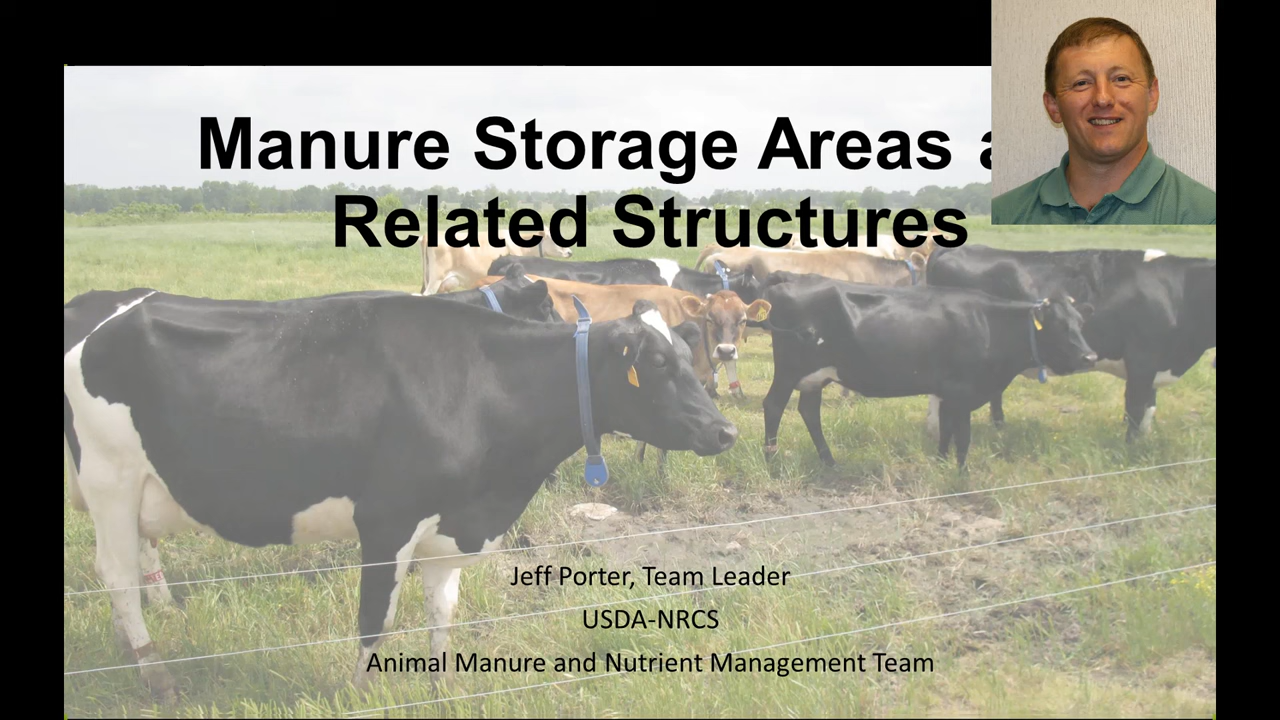 Manure Storage Areas
Related Structures
Jeff Porter, Team Leader
USDA-NRCS
Animal Manure and Nutrient Management Team